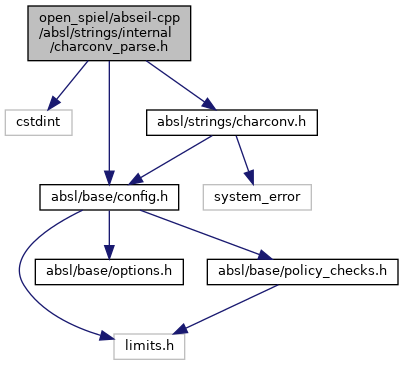 open_spiel/abseil-cpp
/absl/strings/internal
/charconv_parse.h
cstdint
absl/strings/charconv.h
absl/base/config.h
system_error
absl/base/options.h
absl/base/policy_checks.h
limits.h